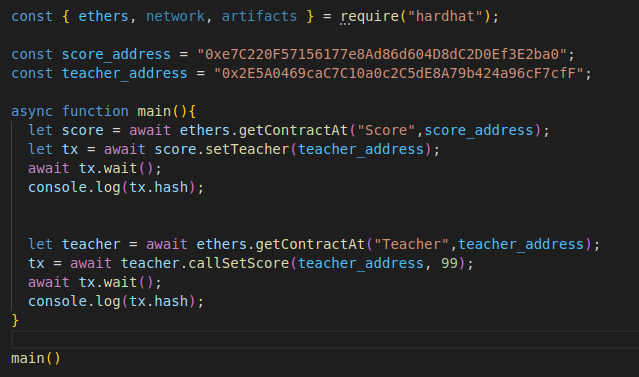 const { ethers, network, artifacts } = require("hardhat");
const score_address = "0xe7C220F57156177e8Ad86d604D8dC2D0Ef3E2ba0";
const teacher_address = "0x2E5A0469caC7C10a0c2C5dE8A79b424a96cF7cfF";
async function main(){
let score = await ethers.getContractAt("Score",score_address);
let tx = await score.setTeacher(teacher_address);
await tx.wait();
console.log(tx.hash);
let teacher = await ethers.getContractAt("Teacher",teacher_address);
tx = await teacher.callSetScore(teacher_address, 99);
await tx.wait();
console.log(tx.hash);
}
main()